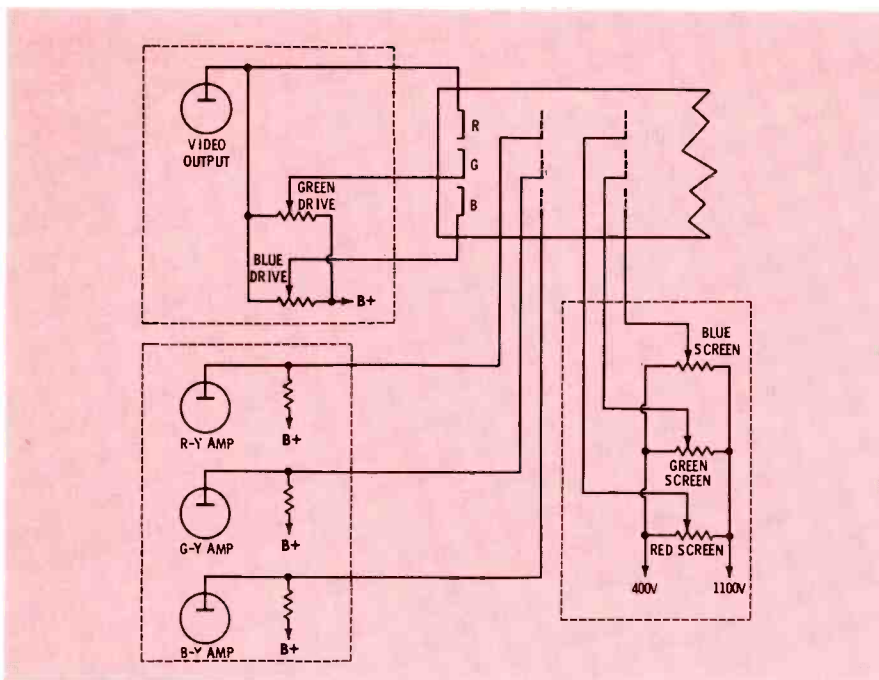 VIDEO
OUTPUT
GREEN
DRIVE
BLUE
DRIVE
B+
R
G
B
R-Y AMP
B+
G-Y AMP
B+
B-Y AMP
B+
BLUE
SCREEN
GREEN
SCREEN
RED SCREEN
400V
1100V